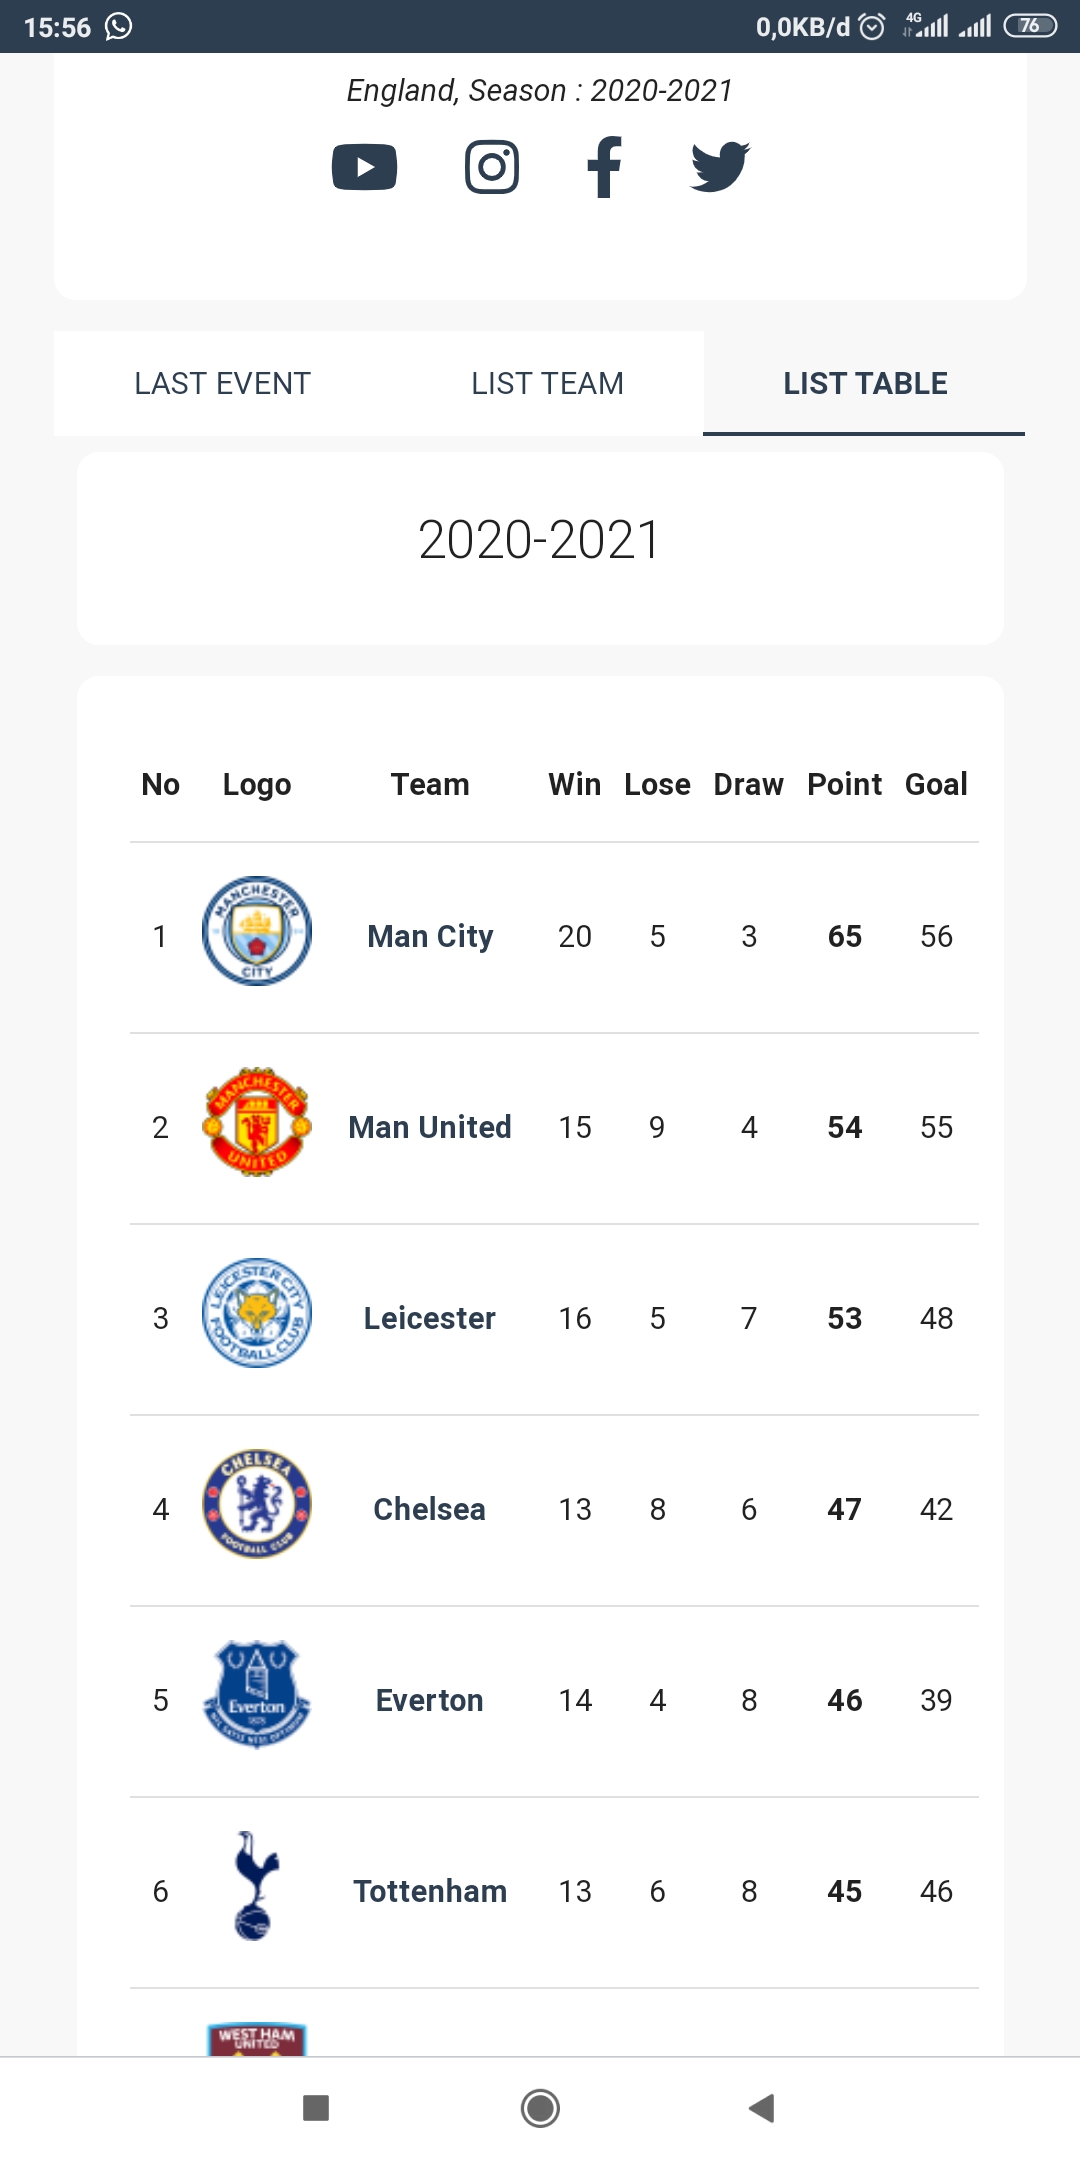 15:56 0,0KB/d 4G 76
England, Season : 2020-2021
LAST EVENT LIST TEAM LIST TABLE
2020-2021
No Logo Team Win Lose Draw Point Goal
MANCHESTER
CITY
1 Man City 20 5 3 65 56
MANCHESTER
UNITED
2 Man United 15 9 4 54 55
LEICESTER CITY
FOOTBALL CLUB
3 Leicester 16 5 7 53 48
CHELSEA
FOOTBALL CLUB
4 Chelsea 13 8 6 47 42
Everton
1878
5 Everton 14 4 8 46 39
6 Tottenham 13 6 8 45 46
WEST HAM
UNITED